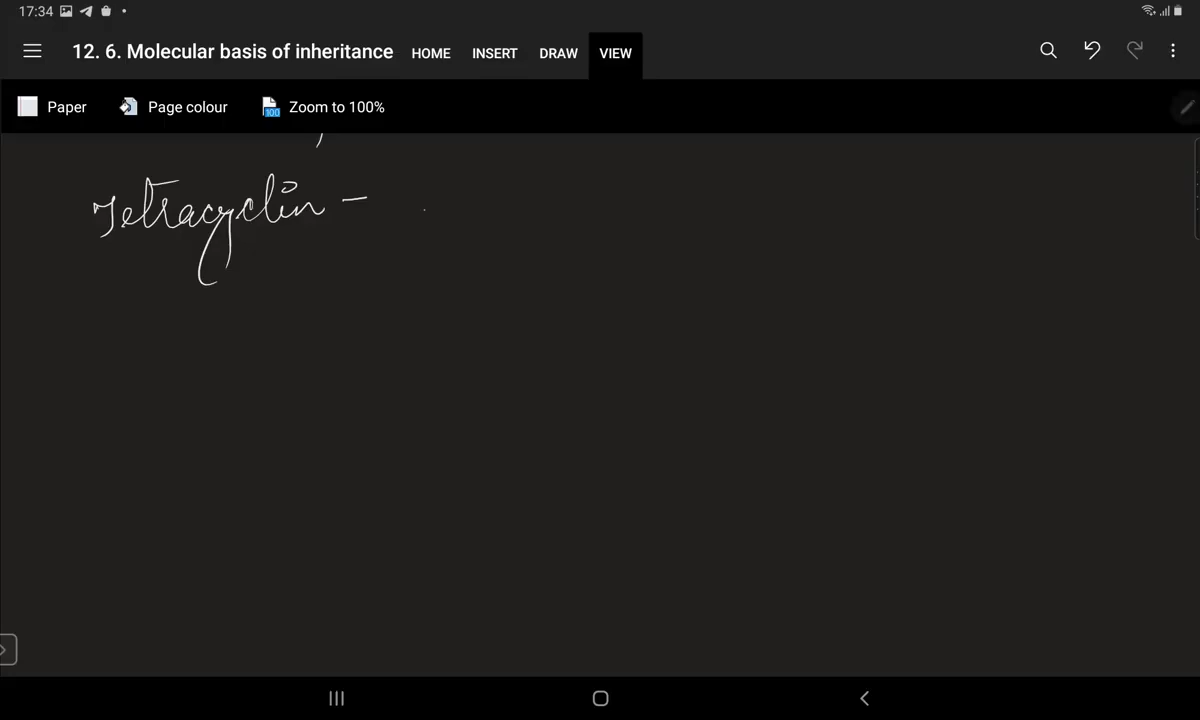 17:34
12. 6. Molecular basis of inheritance HOME INSERT DRAW VIEW
Paper Page colour 100 Zoom to 100%
Tetracyclin –